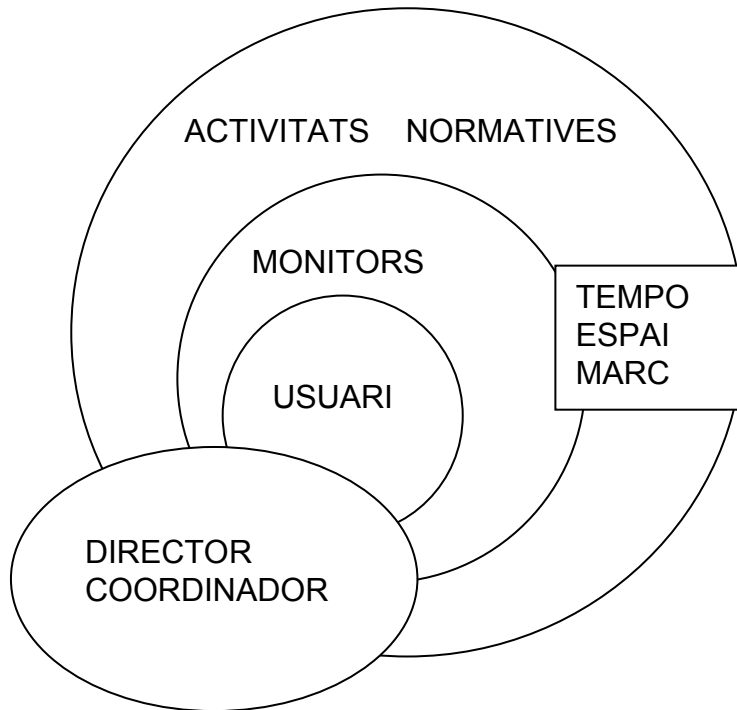 ACTIVITATS NORMATIVES
MONITORS
TEMPO
ESPAI
MARC
USUARI
DIRECTOR
COORDINADOR